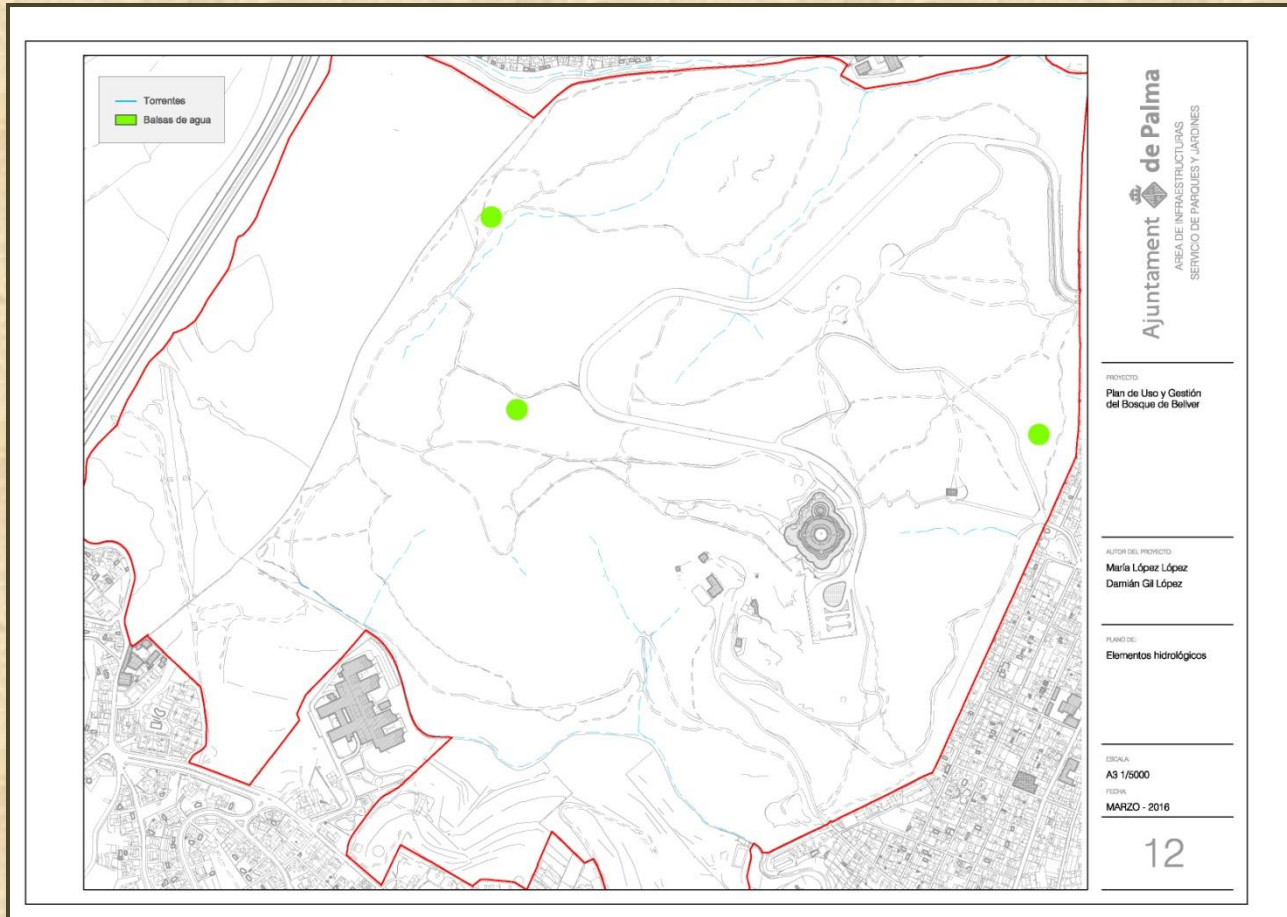 Torrentes
Balsas de agua
Ajuntament de Palma
AREA DE INFRAESTRUCTURAS
SERVICIO DE PARQUES Y JARDINES
PROYECTO:
Plan de Uso y Gestión
del Bosque de Bellver
AUTOR DEL PROYECTO:
María López López
Damián Gil López
PLANO DE:
Elementos hidrológicos
ESCALA:
A3 1/5000
FECHA:
MARZO - 2016
12